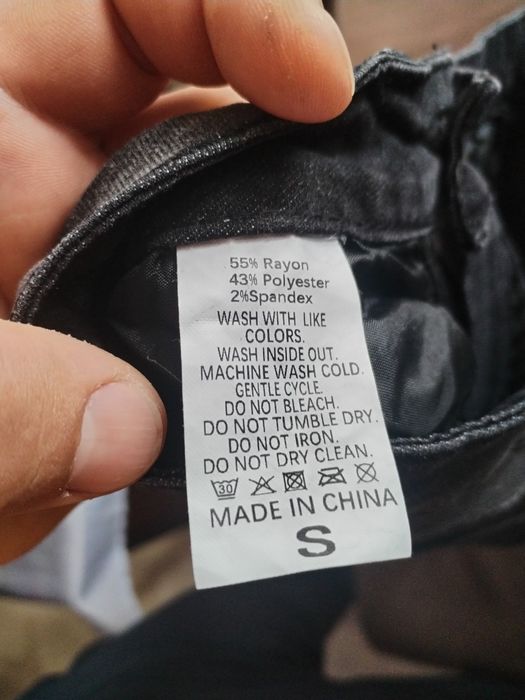 55% Rayon
43% Polyester
2%Spandex
WASH WITH LIKE
COLORS.
WASH INSIDE OUT.
MACHINE WASH COLD.
GENTLE CYCLE.
DO NOT BLEACH.
DO NOT TUMBLE DRY.
DO NOT IRON.
DO NOT DRY CLEAN.
30
MADE IN CHINA
S